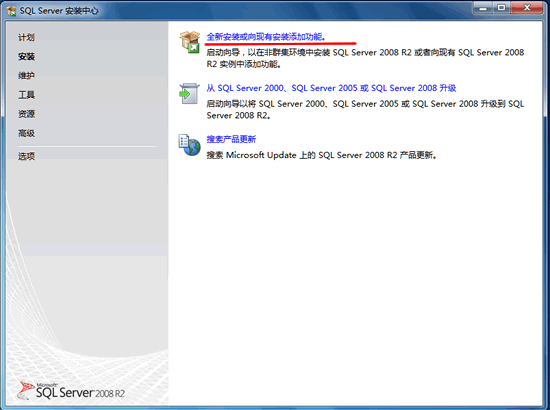 SQL Server 安装中心
计划
安装
维护
工具
资源
高级
选项
全新安装或向现有安装添加功能。
启动向导，以在非群集环境中安装 SQL Server 2008 R2 或者向现有 SQL Server 2008
R2 实例中添加功能。
从 SQL Server 2000、SQL Server 2005 或 SQL Server 2008 升级
启动向导以将 SQL Server 2000、SQL Server 2005 或 SQL Server 2008 升级到 SQL
Server 2008 R2。
搜索产品更新
搜索 Microsoft Update 上的 SQL Server 2008 R2 产品更新。
Microsoft
SQL Server 2008 R2